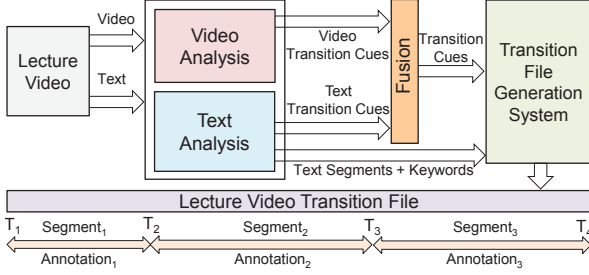 Lecture
Video
Video
Text
Video
Analysis
Text
Analysis
Video
Transition Cues
Text
Transition Cues
Text Segments + Keywords
Fusion
Transition
Cues
Transition
File
Generation
System
Lecture Video Transition File
T1 Segment1 T2 Segment2 T3 Segment3 T4
Annotation1 Annotation2 Annotation3